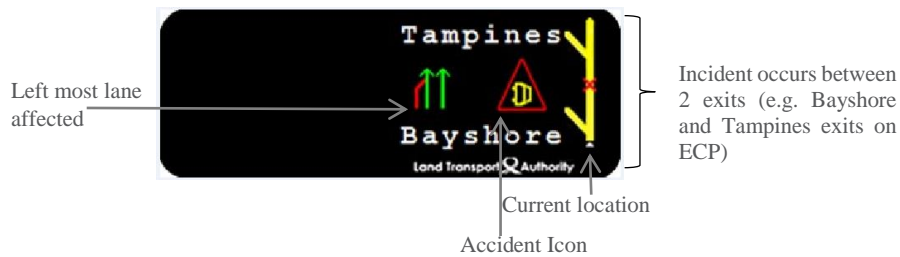 Tampines
Bayshore
Land Transport Authority
Left most lane
affected
Incident occurs between
2 exits (e.g. Bayshore
and Tampines exits on
ECP)
Current location
Accident Icon